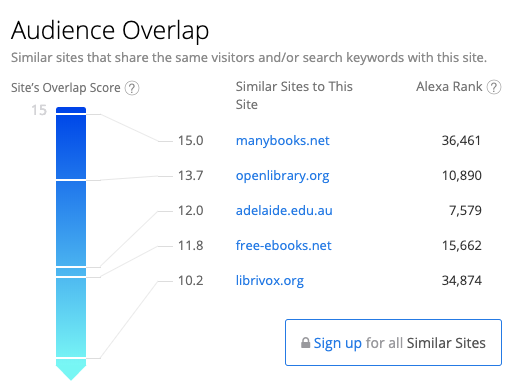 Audience Overlap
Similar sites that share the same visitors and/or search keywords with this site.
Site's Overlap Score ?
Similar Sites to This
Site
Alexa Rank ?
15
15.0 manybooks.net 36,461
13.7 openlibrary.org 10,890
12.0 adelaide.edu.au 7,579
11.8 free-ebooks.net 15,662
10.2 librivox.org 34,874
Sign up for all Similar Sites